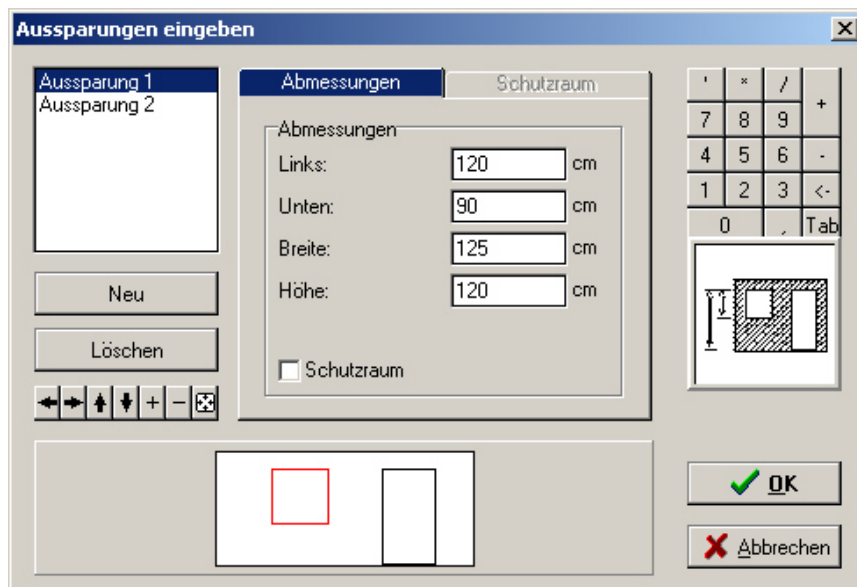 Aussparungen eingeben
Aussparung 1
Aussparung 2
Neu
Löschen
+ -
Abmessungen Schutzraum
Abmessungen
Links: 120 cm
Unten: 90 cm
Breite: 125 cm
Höhe: 120 cm
Schutzraum
' * / +
7 8 9
4 5 6 -
1 2 3 <-
0 , Tab
OK
Abbrechen